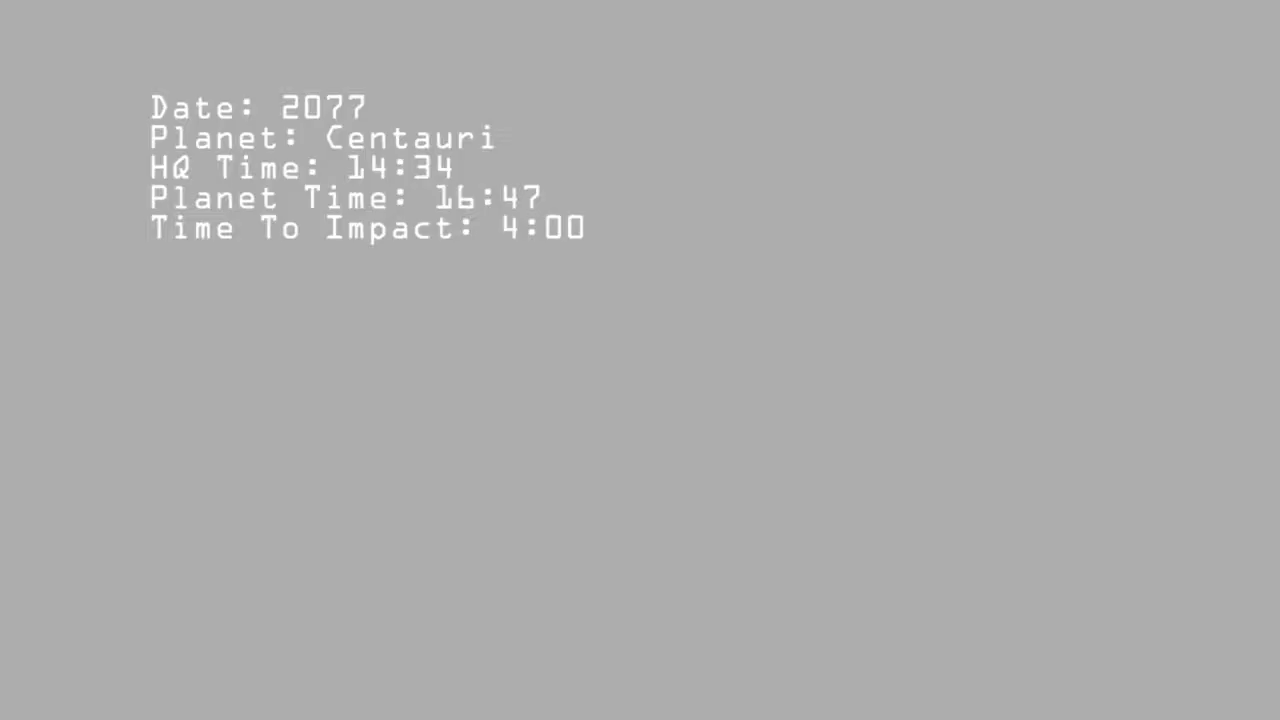 Date: 2077
Planet: Centauri
HQ Time: 14:34
Planet Time: 16:47
Time To Impact: 4:00